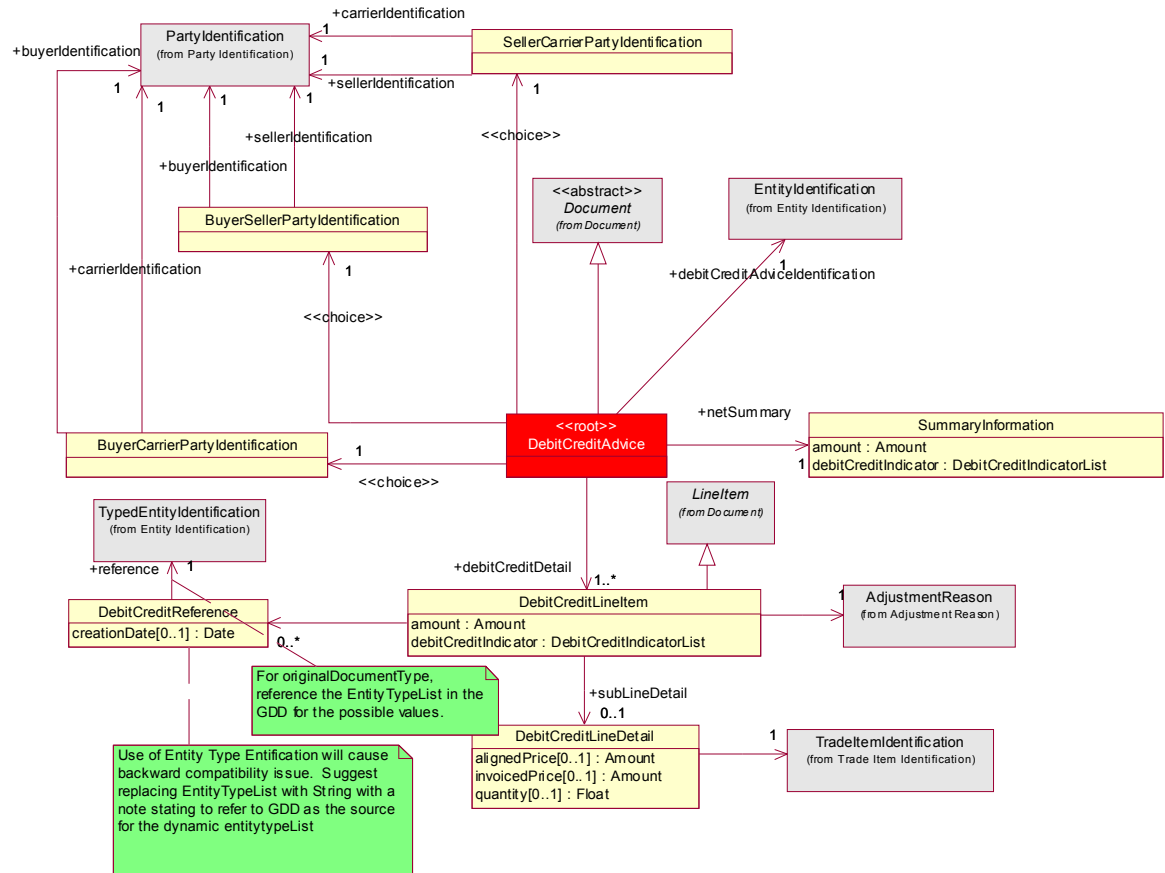 +carrierIdentification
PartyIdentification
(from Party Identification)
1
SellerCarrierPartyIdentification
+buyerIdentification
1
+sellerIdentification
1
1
1
1
1
+sellerIdentification
<<choice>>
+buyerIdentification
<<abstract>>
Document
(from Document)
EntityIdentification
(from Entity Identification)
BuyerSellerPartyIdentification
+carrierIdentification
1
+debitCreditAdviceIdentification
1
<<choice>>
+netSummary
<<root>>
DebitCreditAdvice
SummaryInformation
amount : Amount
debitCreditIndicator : DebitCreditIndicatorList
1
BuyerCarrierPartyIdentification
1
<<choice>>
LineItem
(from Document)
TypedEntityIdentification
(from Entity Identification)
+reference
1
+debitCreditDetail
1..*
AdjustmentReason
(from Adjustment Reason)
1
DebitCreditReference
creationDate[0..1] : Date
DebitCreditLineItem
amount : Amount
debitCreditIndicator : DebitCreditIndicatorList
0..*
For originalDocumentType,
reference the EntityTypeList in the
GDD for the possible values.
+subLineDetail
0..1
DebitCreditLineDetail
alignedPrice[0..1] : Amount
invoicedPrice[0..1] : Amount
quantity[0..1] : Float
1
TradeItemIdentification
(from Trade Item Identification)
Use of Entity Type Entification will cause
backward compatibility issue.  Suggest
replacing EntityTypeList with String with a
note stating to refer to GDD as the source
for the dynamic entitytypeList